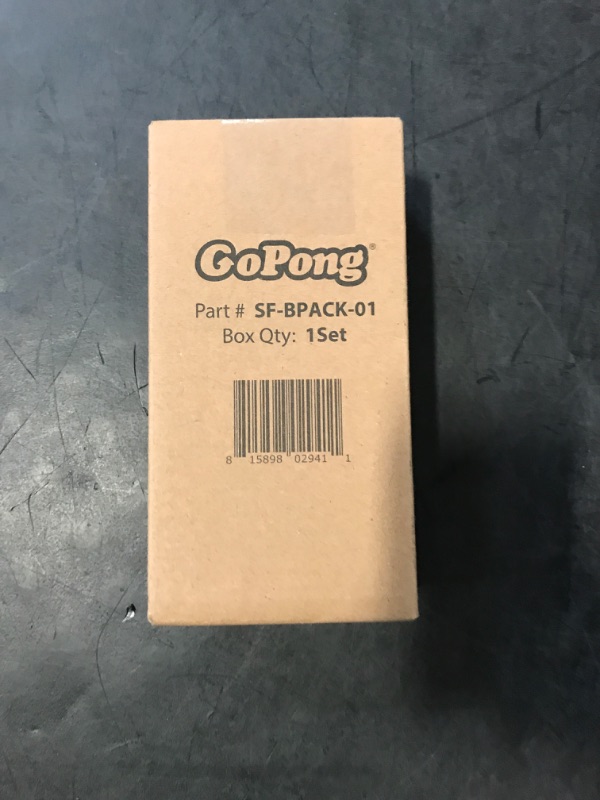 GoPong®
Part # SF-BPACK-01
Box Qty: 1Set
8 15898 02941 1